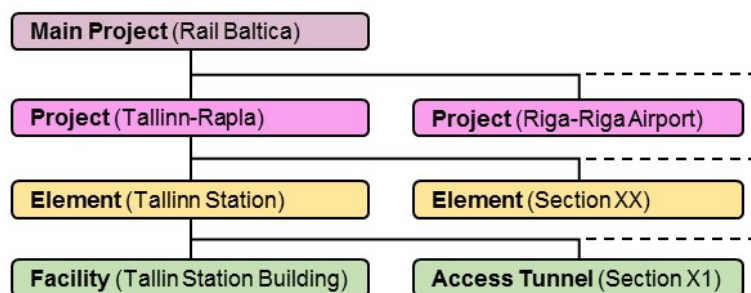 Main Project (Rail Baltica)
Project (Tallinn-Rapla)
Project (Riga-Riga Airport)
Element (Tallinn Station)
Element (Section XX)
Facility (Tallin Station Building)
Access Tunnel (Section X1)